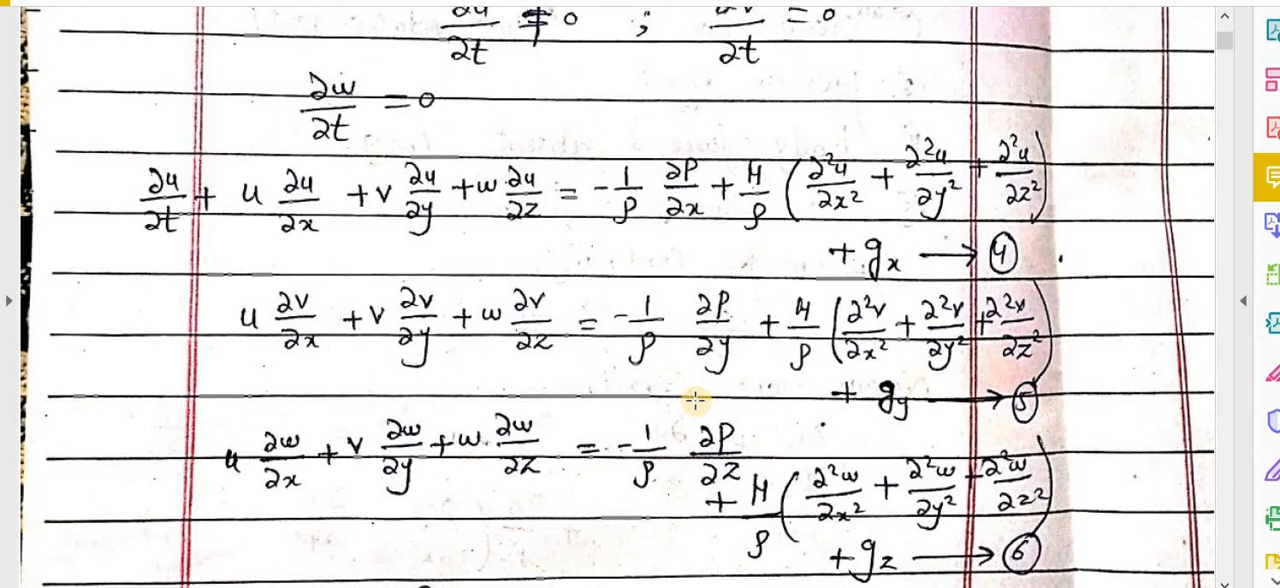 ∂u/∂t ≠ 0 ; ∂v/∂t = 0
∂w/∂t = 0
∂u/∂t + u ∂u/∂x + v ∂u/∂y + w ∂u/∂z = -1/ρ ∂P/∂x + μ/ρ (∂²u/∂x² + ∂²u/∂y² + ∂²u/∂z²)
+ gx → ④
u ∂v/∂x + v ∂v/∂y + w ∂v/∂z = -1/ρ ∂P/∂y + μ/ρ (∂²v/∂x² + ∂²v/∂y² + ∂²v/∂z²)
+ gy → ⑤
u ∂w/∂x + v ∂w/∂y + w ∂w/∂z = -1/ρ ∂P/∂z
+ μ/ρ (∂²w/∂x² + ∂²w/∂y² + ∂²w/∂z²)
+ gz → ⑥